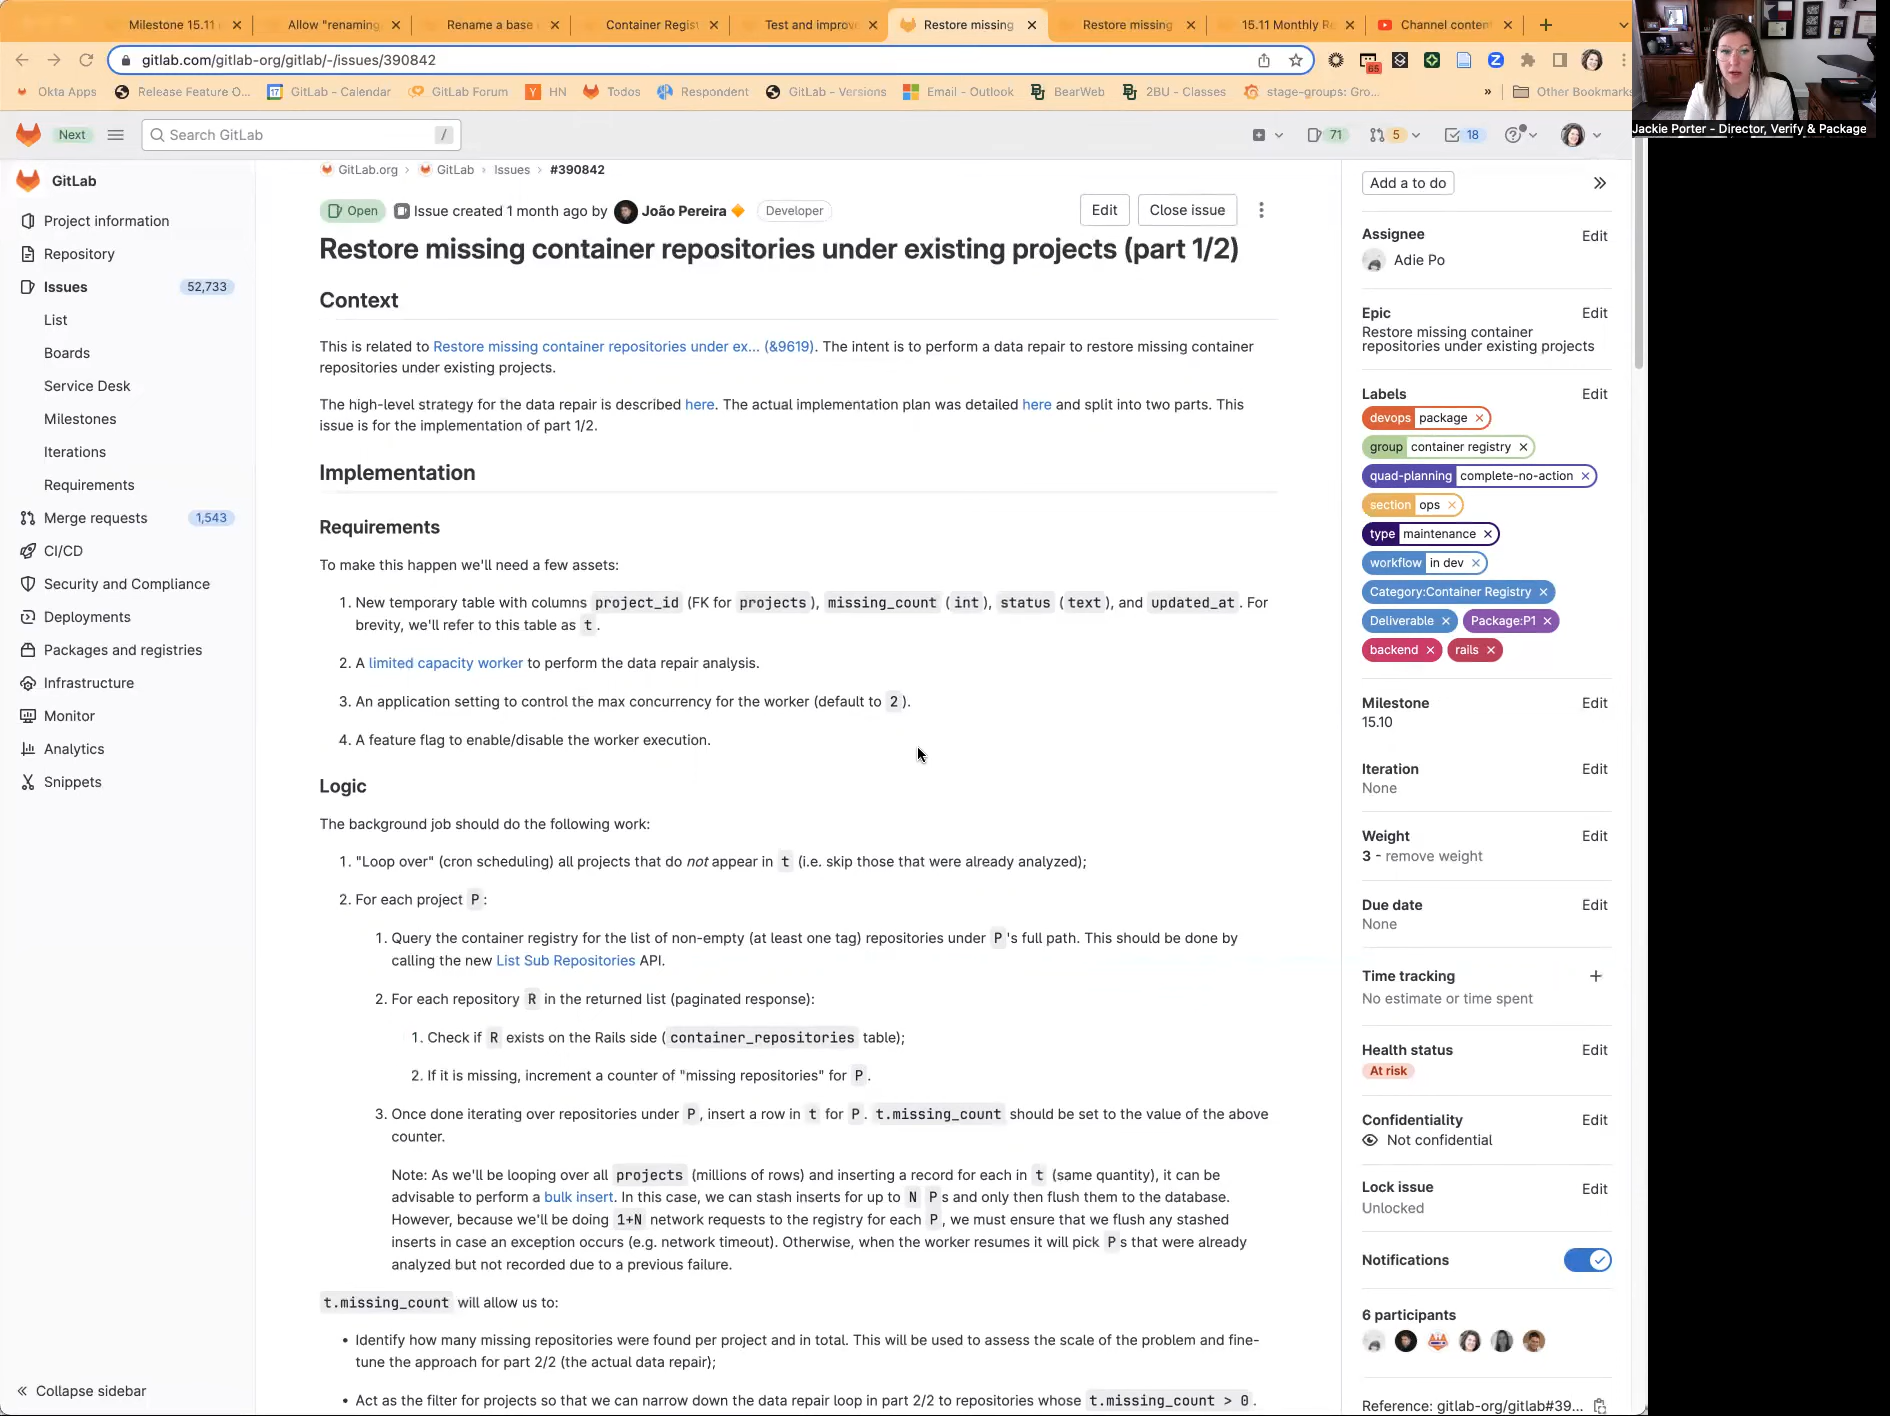 Milestone 15.11
Allow "renaming
Rename a base
Container Regist
Test and improv
Restore missing
Restore missing
15.11 Monthly Re
Channel content
gitlab.com/gitlab-org/gitlab/-/issues/390842
65
Okta Apps
Release Feature O...
17
GitLab - Calendar
GitLab Forum
HN
Todos
Respondent
GitLab - Versions
Email - Outlook
BearWeb
2BU - Classes
stage-groups: Gro...
»
Other Bookmarks
Jackie Porter - Director, Verify & Package
Next
Search GitLab
/
71
5
18
GitLab
Project information
Repository
Issues 52,733
List
Boards
Service Desk
Milestones
Iterations
Requirements
Merge requests 1,543
CI/CD
Security and Compliance
Deployments
Packages and registries
Infrastructure
Monitor
Analytics
Snippets
« Collapse sidebar
GitLab.org › GitLab › Issues › #390842
Open Issue created 1 month ago by João Pereira Developer
Edit
Close issue
Restore missing container repositories under existing projects (part 1/2)
Context
This is related to Restore missing container repositories under ex... (&9619). The intent is to perform a data repair to restore missing container
repositories under existing projects.
The high-level strategy for the data repair is described here. The actual implementation plan was detailed here and split into two parts. This
issue is for the implementation of part 1/2.
Implementation
Requirements
To make this happen we'll need a few assets:
1. New temporary table with columns project_id (FK for projects), missing_count (int), status (text), and updated_at. For
brevity, we'll refer to this table as t.
2. A limited capacity worker to perform the data repair analysis.
3. An application setting to control the max concurrency for the worker (default to 2).
4. A feature flag to enable/disable the worker execution.
Logic
The background job should do the following work:
1. "Loop over" (cron scheduling) all projects that do not appear in t (i.e. skip those that were already analyzed);
2. For each project P:
1. Query the container registry for the list of non-empty (at least one tag) repositories under P's full path. This should be done by
calling the new List Sub Repositories API.
2. For each repository R in the returned list (paginated response):
1. Check if R exists on the Rails side (container_repositories table);
2. If it is missing, increment a counter of "missing repositories" for P.
3. Once done iterating over repositories under P, insert a row in t for P. t.missing_count should be set to the value of the above
counter.
Note: As we'll be looping over all projects (millions of rows) and inserting a record for each in t (same quantity), it can be
advisable to perform a bulk insert. In this case, we can stash inserts for up to N Ps and only then flush them to the database.
However, because we'll be doing 1+N network requests to the registry for each P, we must ensure that we flush any stashed
inserts in case an exception occurs (e.g. network timeout). Otherwise, when the worker resumes it will pick Ps that were already
analyzed but not recorded due to a previous failure.
t.missing_count will allow us to:
• Identify how many missing repositories were found per project and in total. This will be used to assess the scale of the problem and fine-
tune the approach for part 2/2 (the actual data repair);
• Act as the filter for projects so that we can narrow down the data repair loop in part 2/2 to repositories whose t.missing_count > 0.
Add a to do
Assignee Edit
Adie Po
Epic Edit
Restore missing container
repositories under existing projects
Labels Edit
devops package ×
group container registry ×
quad-planning complete-no-action ×
section ops ×
type maintenance ×
workflow in dev ×
Category:Container Registry ×
Deliverable × Package:P1 ×
backend × rails ×
Milestone Edit
15.10
Iteration Edit
None
Weight Edit
3 - remove weight
Due date Edit
None
Time tracking +
No estimate or time spent
Health status Edit
At risk
Confidentiality Edit
Not confidential
Lock issue Edit
Unlocked
Notifications
6 participants
Reference: gitlab-org/gitlab#39...